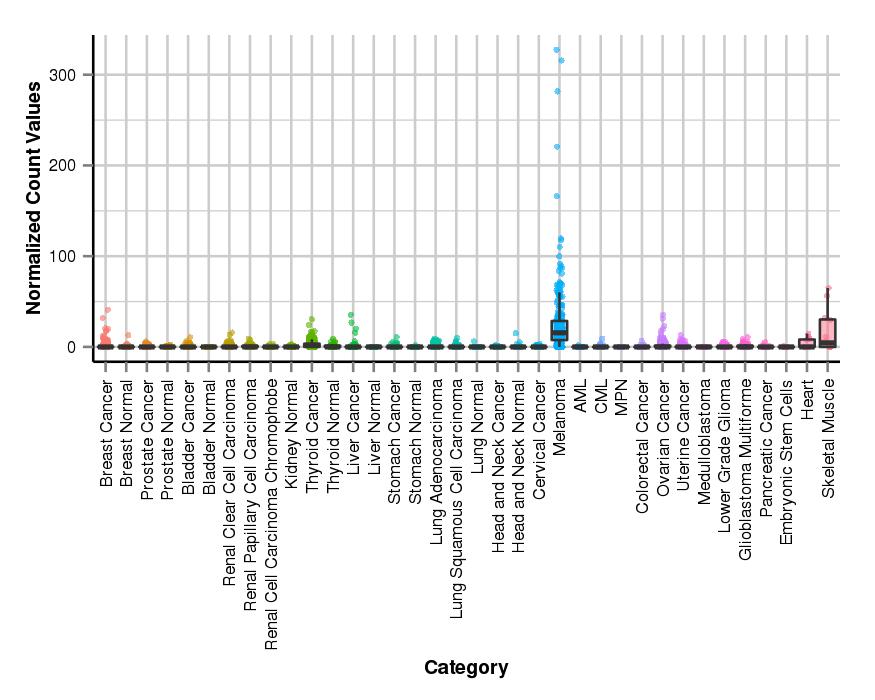 Normalized Count Values
300
200
100
0
Breast Cancer
Breast Normal
Prostate Cancer
Prostate Normal
Bladder Cancer
Bladder Normal
Renal Clear Cell Carcinoma
Renal Papillary Cell Carcinoma
Renal Cell Carcinoma Chromophobe
Kidney Normal
Thyroid Cancer
Thyroid Normal
Liver Cancer
Liver Normal
Stomach Cancer
Stomach Normal
Lung Adenocarcinoma
Lung Squamous Cell Carcinoma
Lung Normal
Head and Neck Cancer
Head and Neck Normal
Cervical Cancer
Melanoma
AML
CML
MPN
Colorectal Cancer
Ovarian Cancer
Uterine Cancer
Medulloblastoma
Lower Grade Glioma
Glioblastoma Multiforme
Pancreatic Cancer
Embryonic Stem Cells
Heart
Skeletal Muscle
Category